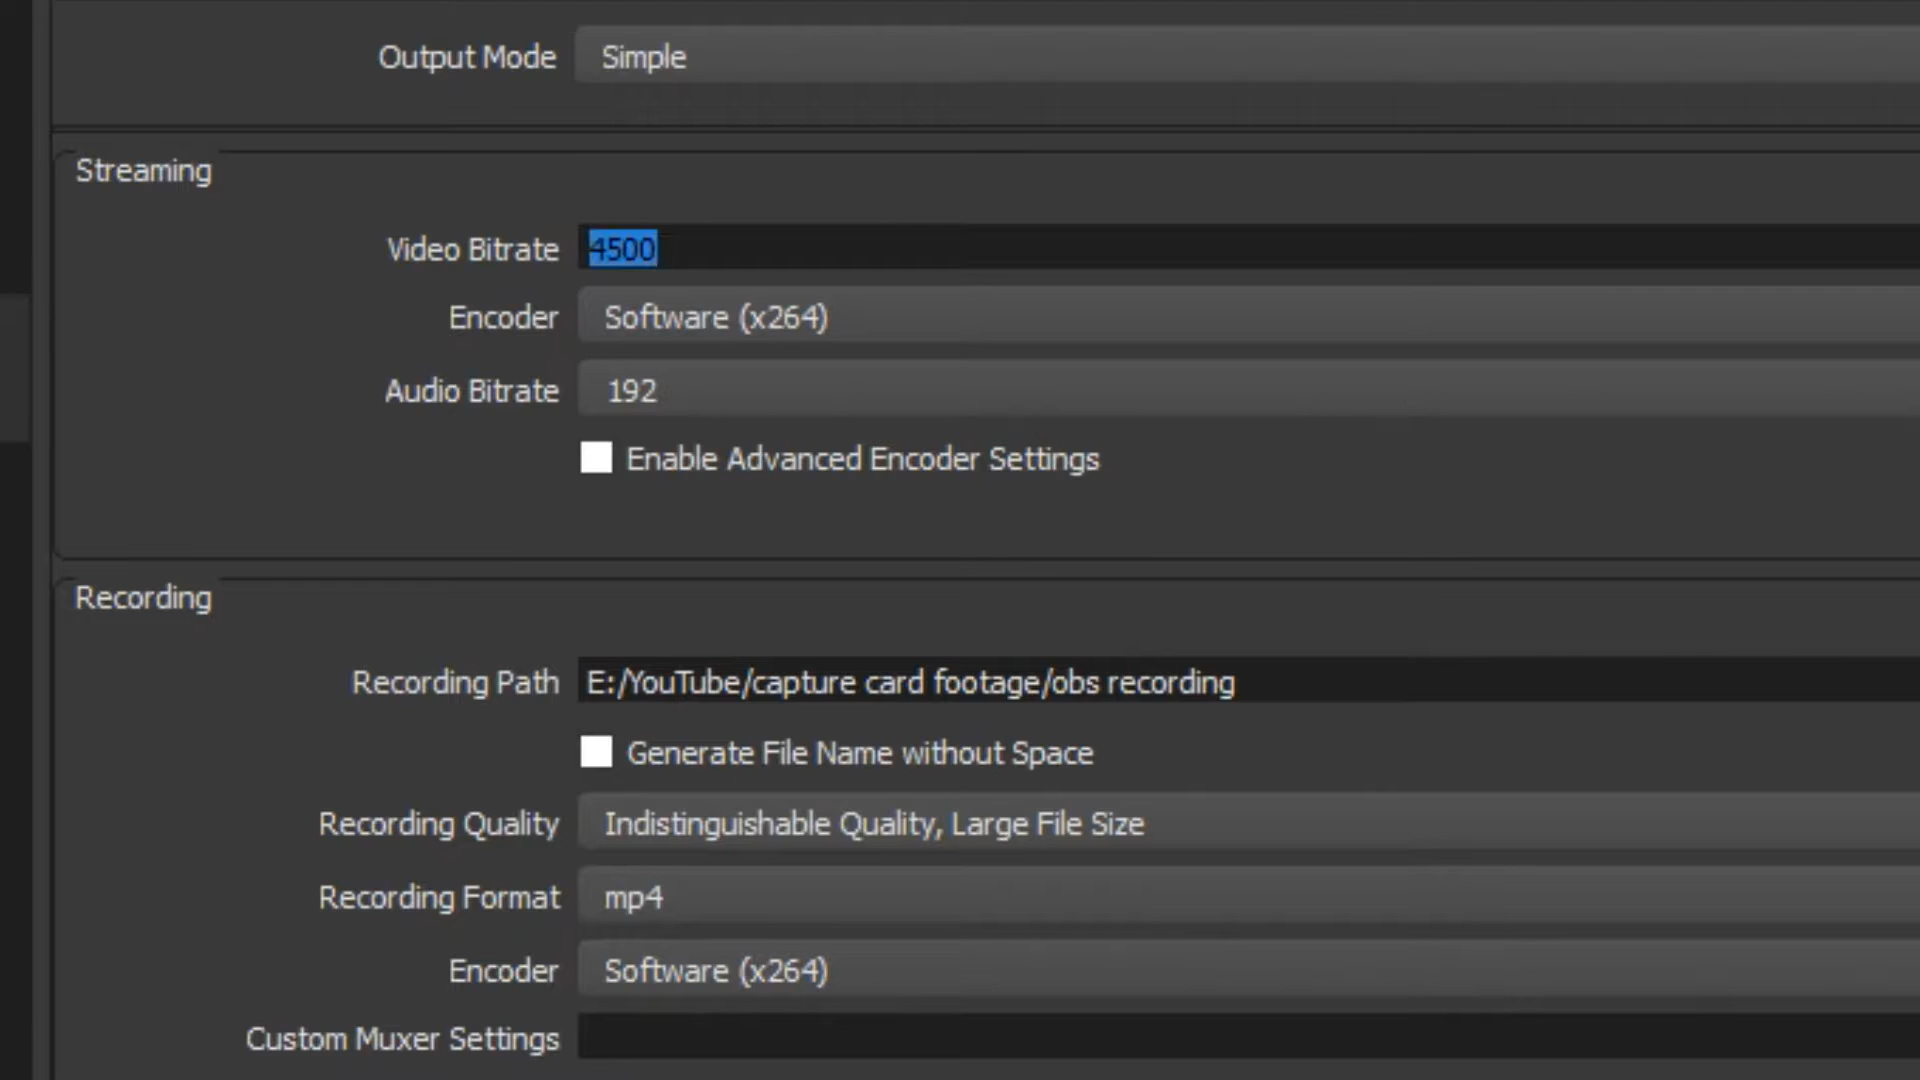 Output Mode Simple
Streaming
Video Bitrate 4500
Encoder Software (x264)
Audio Bitrate 192
Enable Advanced Encoder Settings
Recording
Recording Path E:/YouTube/capture card footage/obs recording
Generate File Name without Space
Recording Quality Indistinguishable Quality, Large File Size
Recording Format mp4
Encoder Software (x264)
Custom Muxer Settings